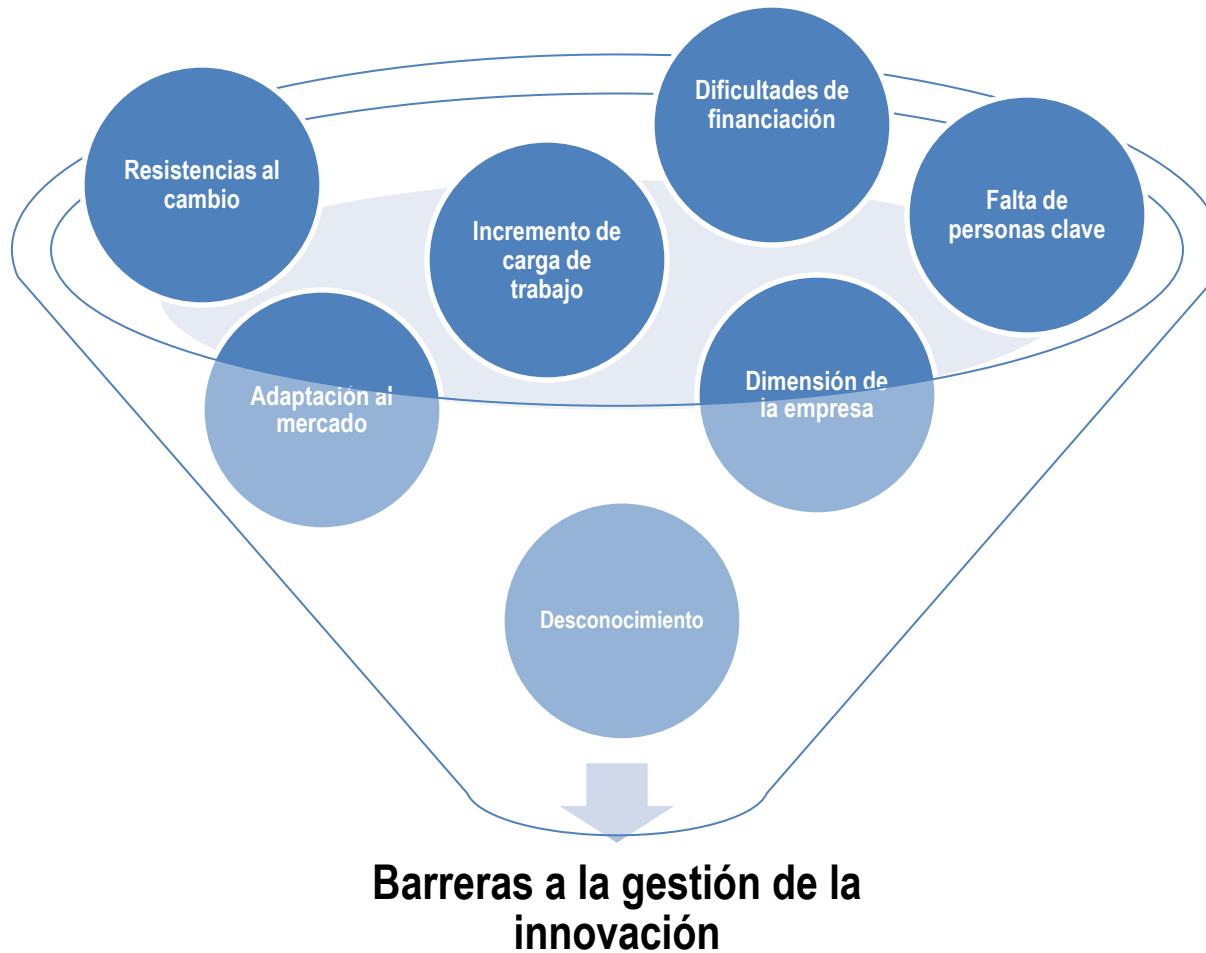 Dificultades de
financiación
Resistencias al
cambio
Falta de
personas clave
Incremento de
carga de
trabajo
Adaptación al
mercado
Dimensión de
la empresa
Desconocimiento
Barreras a la gestión de la
innovación